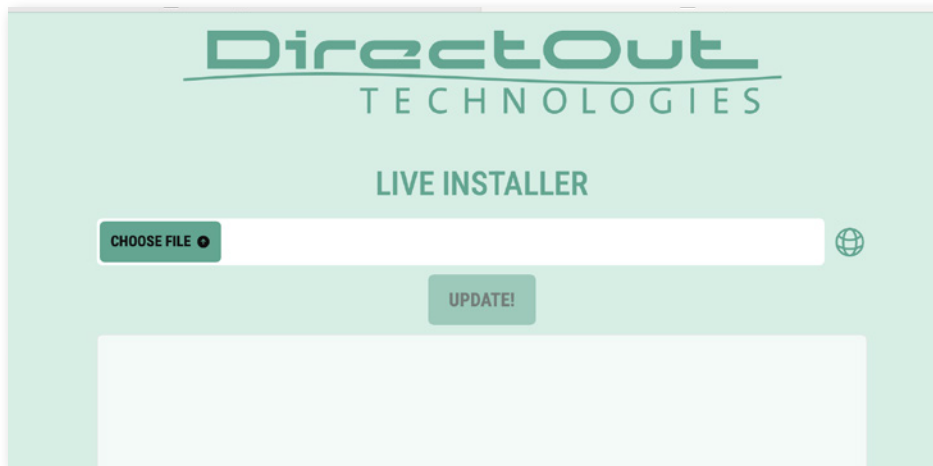 DirectOut
TECHNOLOGIES
LIVE INSTALLER
CHOOSE FILE
UPDATE!